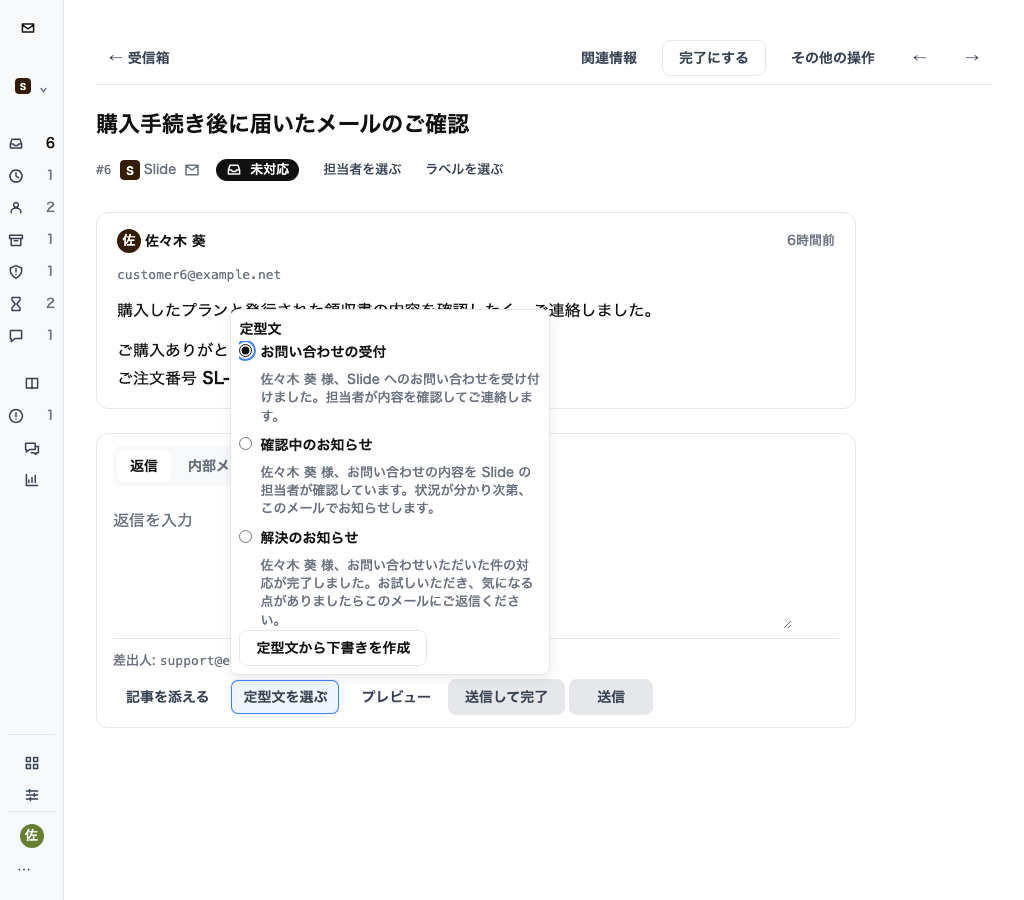 S
6
1
2
1
1
2
1
1
佐
…
← 受信箱
関連情報
完了にする
その他の操作
←
→
購入手続き後に届いたメールのご確認
#6
S
Slide
未対応
担当者を選ぶ
ラベルを選ぶ
佐
佐々木 葵
6時間前
customer6@example.net
購入したプランと発行された領収書の内容を確認したく、ご連絡しました。
ご購入ありがと
ご注文番号 SL-
定型文
お問い合わせの受付
佐々木 葵 様、Slide へのお問い合わせを受け付
けました。担当者が内容を確認してご連絡しま
す。
確認中のお知らせ
佐々木 葵 様、お問い合わせの内容を Slide の
担当者が確認しています。状況が分かり次第、
このメールでお知らせします。
解決のお知らせ
佐々木 葵 様、お問い合わせいただいた件の対
応が完了しました。お試しいただき、気になる
点がありましたらこのメールにご返信くださ
い。
定型文から下書きを作成
返信
内部メ
返信を入力
差出人: support@e
記事を添える
定型文を選ぶ
プレビュー
送信して完了
送信